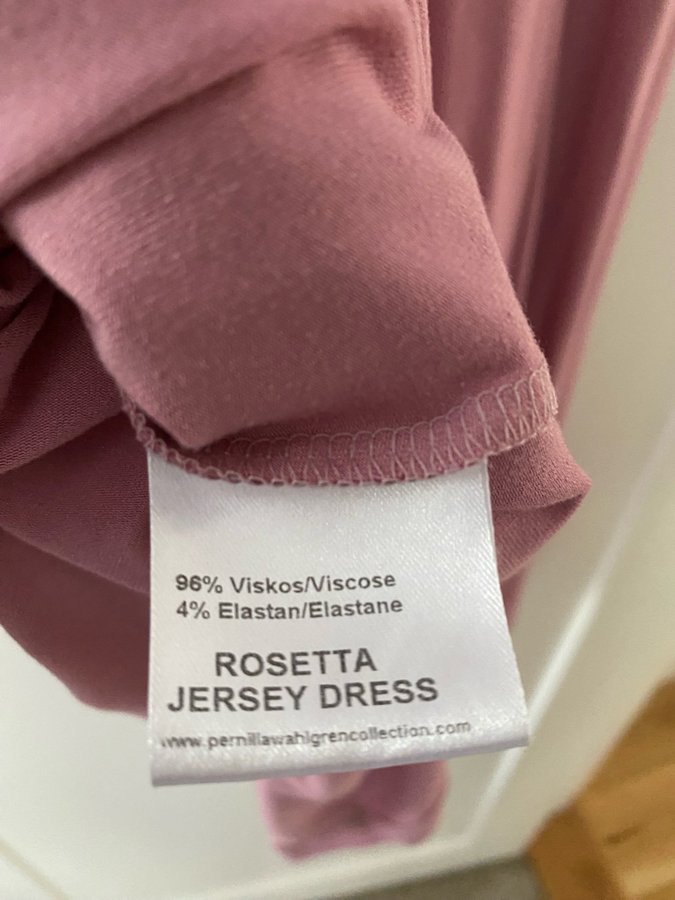 96% Viskos/Viscose
4% Elastan/Elastane
ROSETTA
JERSEY DRESS
www.pernillawahlgrencollection.com